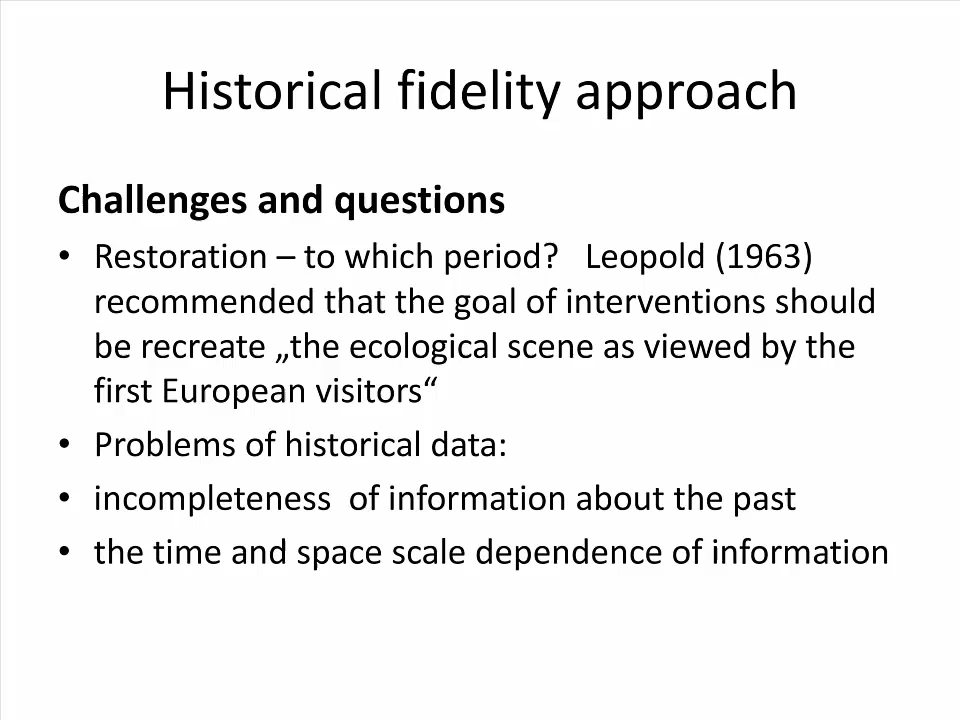 Historical fidelity approach
Challenges and questions
• Restoration – to which period?   Leopold (1963)
recommended that the goal of interventions should
be recreate „the ecological scene as viewed by the
first European visitors“
• Problems of historical data:
• incompleteness  of information about the past
• the time and space scale dependence of information